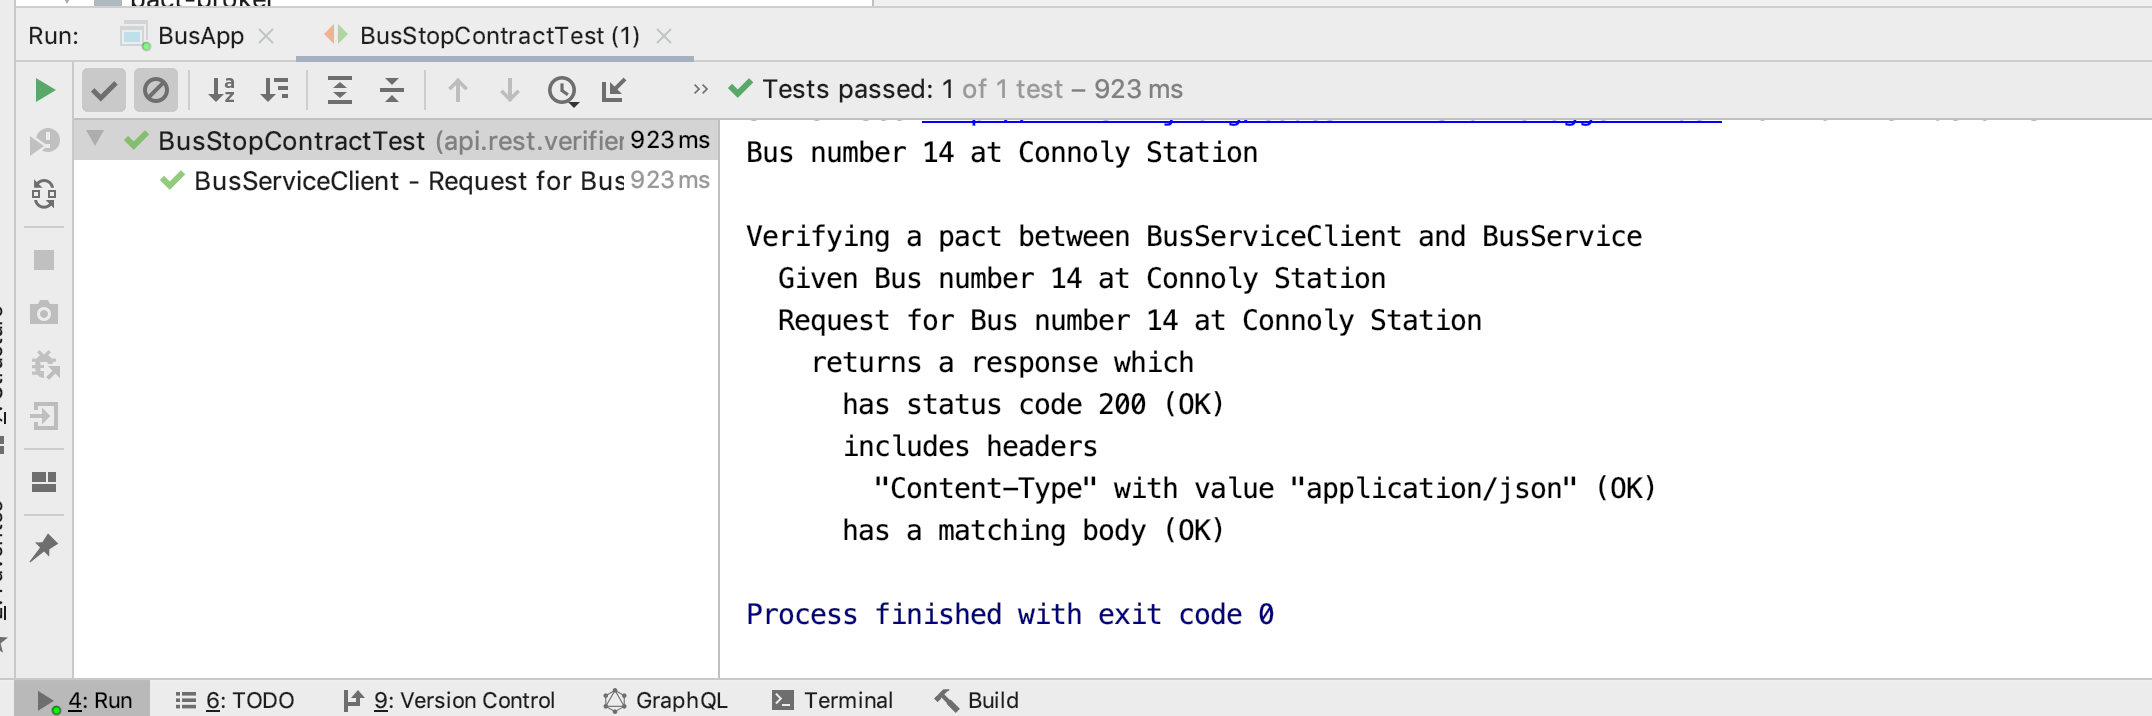 pact-broker
Run: BusApp BusStopContractTest (1)
Tests passed: 1 of 1 test – 923 ms
BusStopContractTest (api.rest.verifier 923 ms
BusServiceClient - Request for Bus 923 ms
Bus number 14 at Connoly Station
Verifying a pact between BusServiceClient and BusService
Given Bus number 14 at Connoly Station
Request for Bus number 14 at Connoly Station
returns a response which
has status code 200 (OK)
includes headers
"Content-Type" with value "application/json" (OK)
has a matching body (OK)
Process finished with exit code 0
4: Run 6: TODO 9: Version Control GraphQL Terminal Build